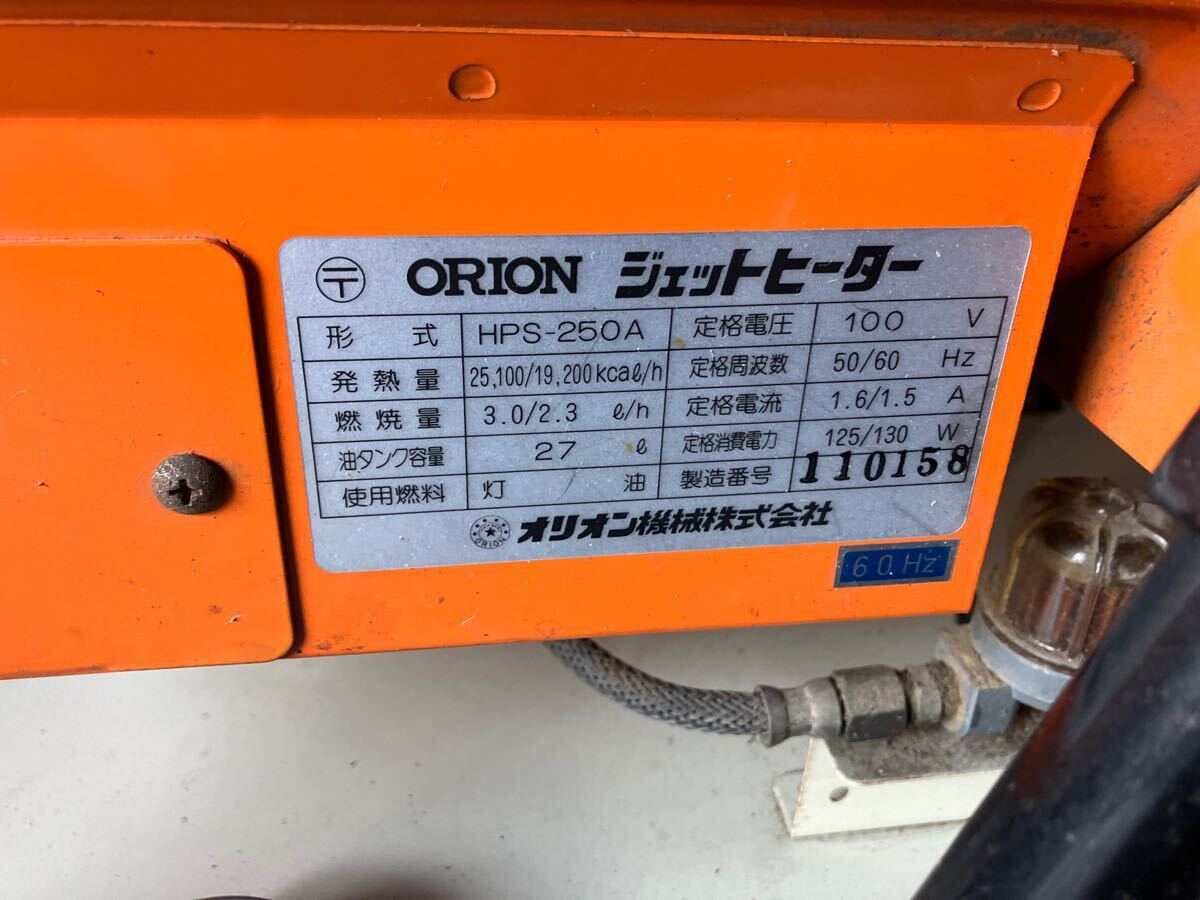 〒 ORION ジェットヒーター
形式 HPS-250A 定格電圧 100 V
発熱量 25,100/19,200kcaℓ/h 定格周波数 50/60 Hz
燃焼量 3.0/2.3 ℓ/h 定格電流 1.6/1.5 A
油タンク容量 27 ℓ 定格消費電力 125/130 W
使用燃料 灯油 製造番号 110158
ORION オリオン機械株式会社
60Hz